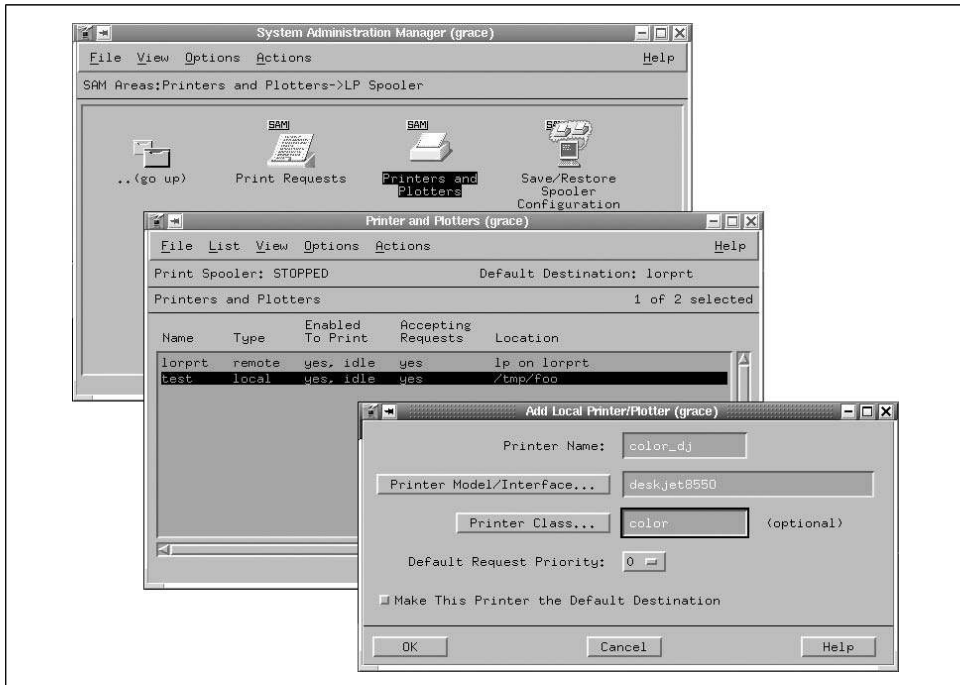 System Administration Manager (grace)
File View Options Actions Help
SAM Areas:Printers and Plotters->LP Spooler
SAM SAM SAM
..(go up) Print Requests Printers and Plotters Save/Restore Spooler Configuration
Printer and Plotters (grace)
File List View Options Actions Help
Print Spooler: STOPPED Default Destination: lorprt
Printers and Plotters 1 of 2 selected
Name Type Enabled To Print Accepting Requests Location
lorprt remote yes, idle yes lp on lorprt
test local yes, idle yes /tmp/foo
Add Local Printer/Plotter (grace)
Printer Name: color_dj
Printer Model/Interface... deskjet8550
Printer Class... color (optional)
Default Request Priority: 0
Make This Printer the Default Destination
OK Cancel Help